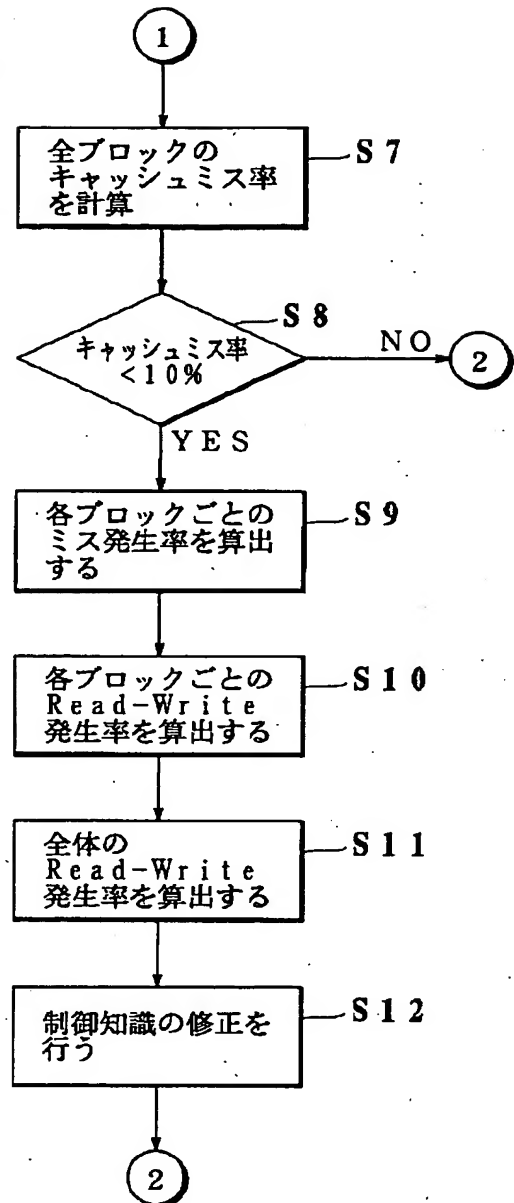 1
全ブロックの
キャッシュミス率
を計算
S7
S8
キャッシュミス率
<10%
NO
2
YES
各ブロックごとの
ミス発生率を算出
する
S9
各ブロックごとの
Read-Write
発生率を算出する
S10
全体の
Read-Write
発生率を算出する
S11
制御知識の修正を
行う
S12
2